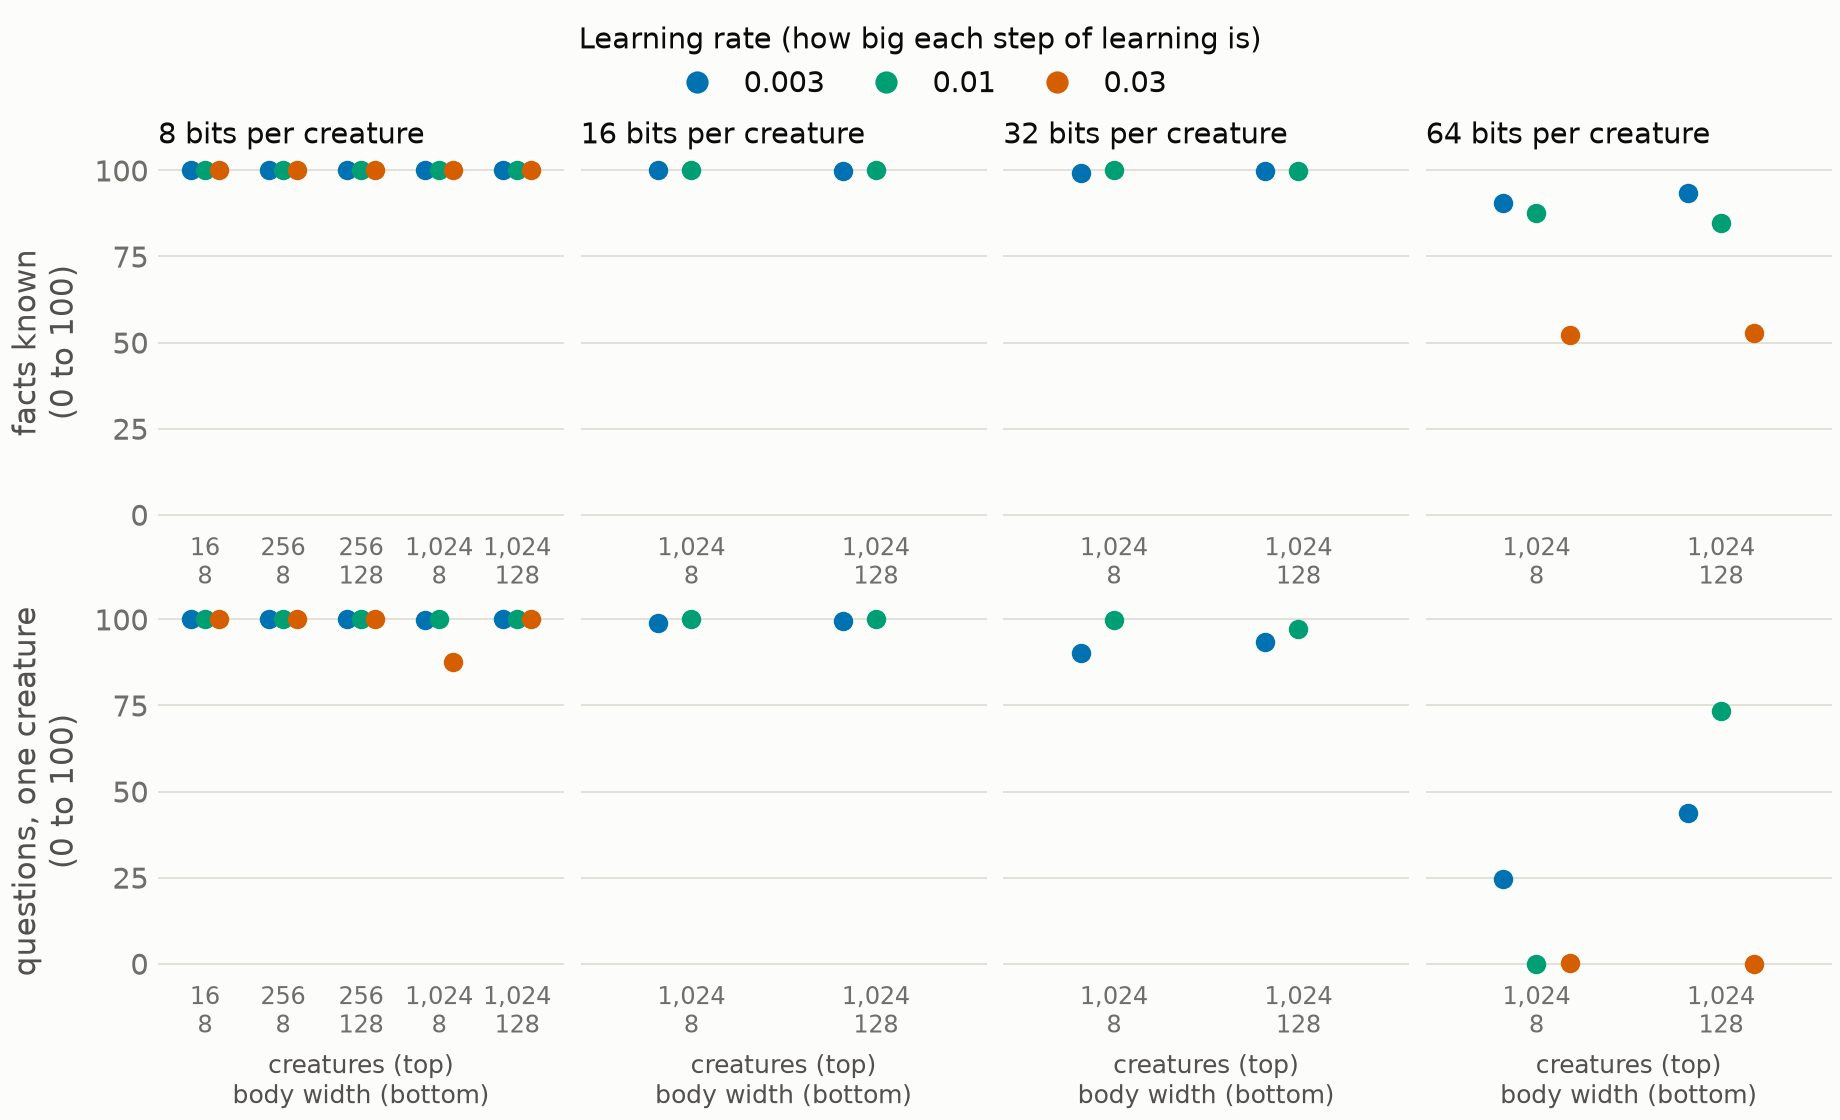 Learning rate (how big each step of learning is)
0.003 0.01 0.03
8 bits per creature
16 bits per creature
32 bits per creature
64 bits per creature
facts known
(0 to 100)
100
75
50
25
0
16 256 256 1,024 1,024
8 8 128 8 128
1,024 1,024
8 128
1,024 1,024
8 128
1,024 1,024
8 128
questions, one creature
(0 to 100)
100
75
50
25
0
16 256 256 1,024 1,024
8 8 128 8 128
creatures (top)
body width (bottom)
1,024 1,024
8 128
creatures (top)
body width (bottom)
1,024 1,024
8 128
creatures (top)
body width (bottom)
1,024 1,024
8 128
creatures (top)
body width (bottom)